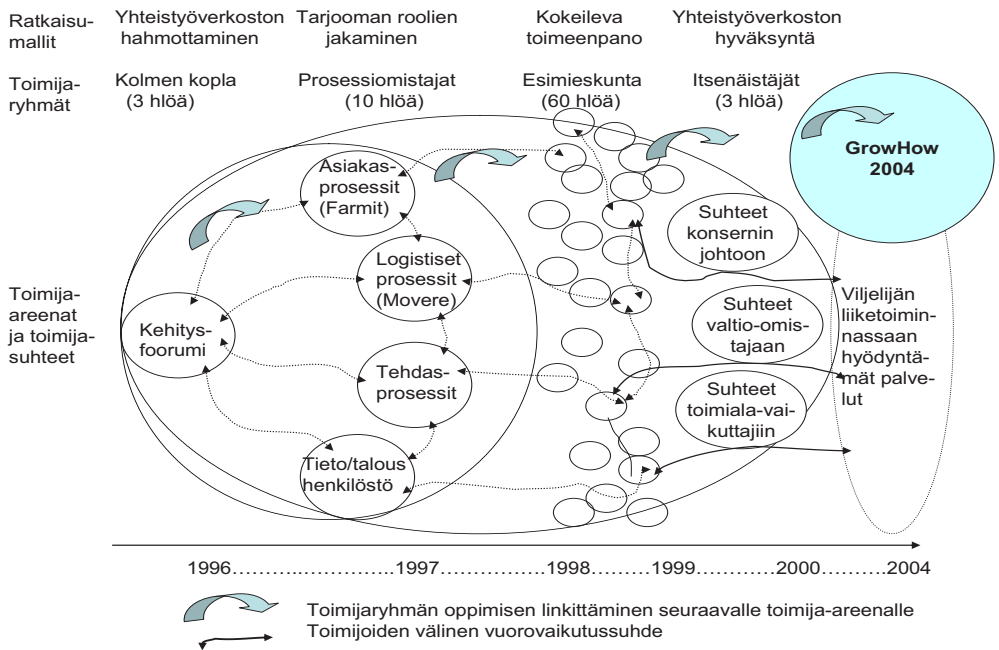 Ratkaisu-
mallit
Yhteistyöverkoston
hahmottaminen
Tarjooman roolien
jakaminen
Kokeileva
toimeenpano
Yhteistyöverkoston
hyväksyntä
Toimija-
ryhmät
Kolmen kopla
(3 hlöä)
Prosessiomistajat
(10 hlöä)
Esimieskunta
(60 hlöä)
Itsenäistäjät
(3 hlöä)
GrowHow
2004
Toimija-
areenat
ja toimija-
suhteet
Kehitys-
foorumi
Asiakas-
prosessit
(Farmit)
Logistiset
prosessit
(Movere)
Tehdas-
prosessit
Tieto/talous
henkilöstö
Suhteet
konsernin
johtoon
Suhteet
valtio-omis-
tajaan
Suhteet
toimiala-vai-
kuttajiin
Viljelijän
liiketoimin-
nassaan
hyödyntä-
mät palve-
lut
1996……...……….…1997……………1998………1999…………2000………2004
Toimijaryhmän oppimisen linkittäminen seuraavalle toimija-areenalle
Toimijoiden välinen vuorovaikutussuhde